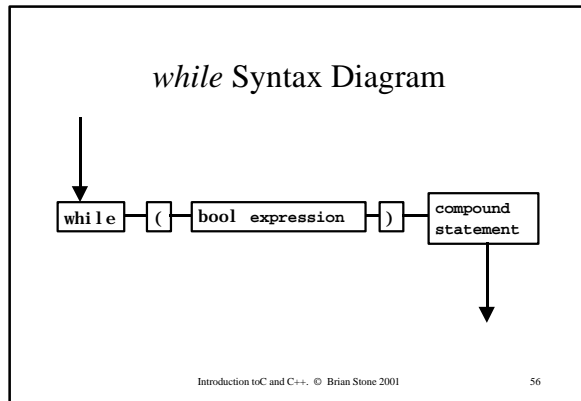 while Syntax Diagram
while ( bool expression ) compound
statement
Introduction toC and C++. © Brian Stone 2001 56